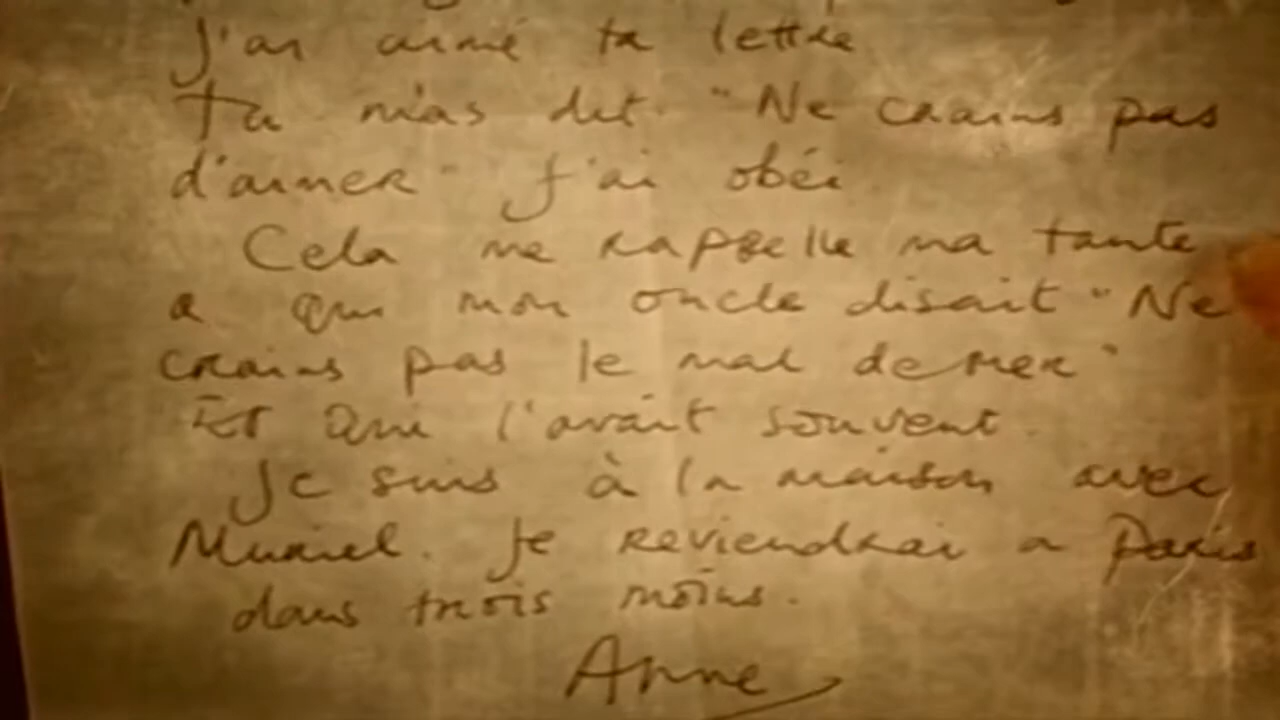 J'ai aimé ta lettre
Tu m'as dit "Ne crains pas
d'aimer" J'ai obéi
Cela me rappelle ma tante
a qui mon oncle disait "Ne
crains pas le mal de mer"
Et Qui l'avait souvent.
Je suis à la maison avec
Muriel. Je reviendrai a Paris
dans trois mois.
Anne